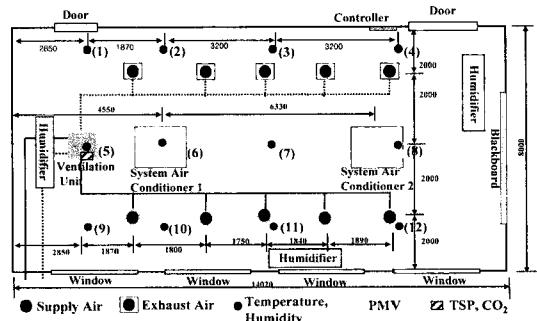 Door
Controller
Door
2850
1870
3200
3200
(1)
(2)
(3)
(4)
2000
2000
Humidifier
4550
6330
8000
Blackboard
Humidifier
(5)
(6)
(7)
(8)
Ventilation
Unit
System Air
Conditioner 1
System Air
Conditioner 2
2000
(9)
(10)
(11)
(12)
2850
1870
1800
1750
1840
1890
2000
Humidifier
Window
Window
Window
Window
14020
Supply Air
Exhaust Air
Temperature,
Humidity
PMV
TSP, CO₂